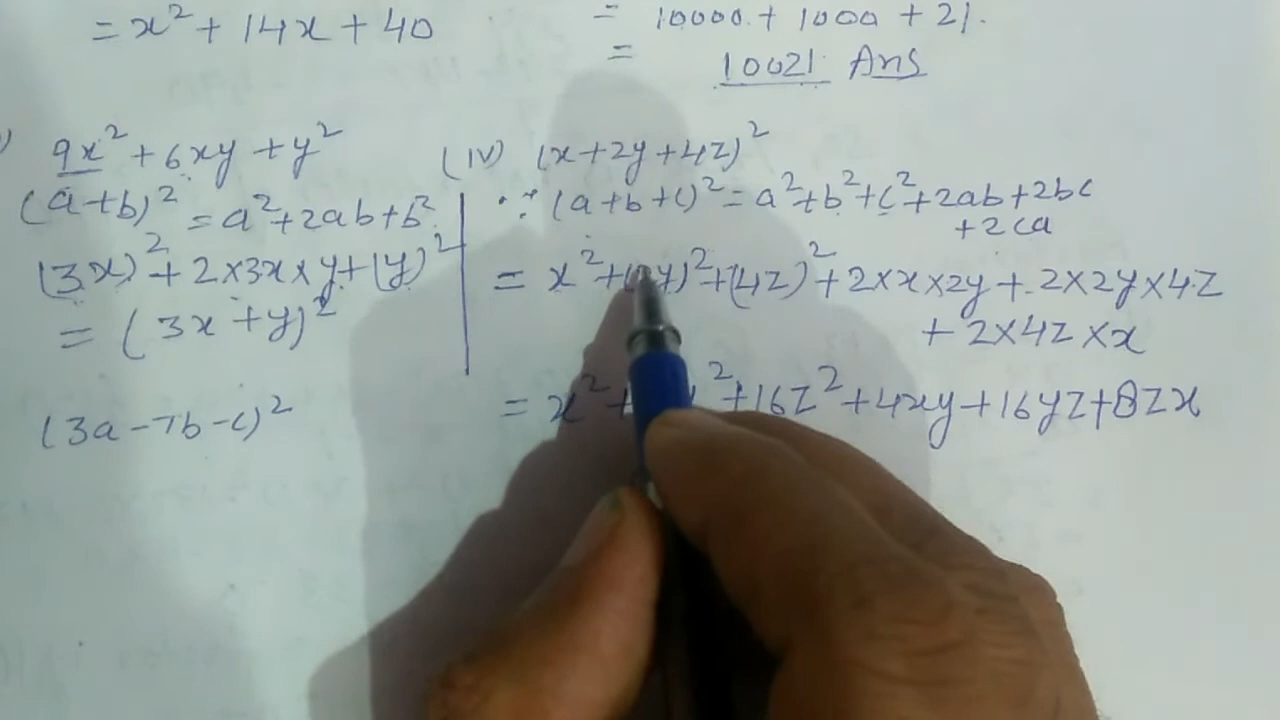 = x² + 14x + 40
= 10000 + 1000 + 21.
= 10021 Ans
9x² + 6xy + y²
(a+b)² = a² + 2ab + b²
(3x)² + 2×3x×y + (y)²
= (3x + y)²
(3a - 7b - c)²
(iv) (x + 2y + 4z)²
∵ (a + b + c)² = a² + b² + c² + 2ab + 2bc
+ 2ca
= x² + ( y)² + (4z)² + 2×x×2y + 2×2y×4z
+ 2×4z×x
= x² + ² + 16z² + 4xy + 16yz + 8zx